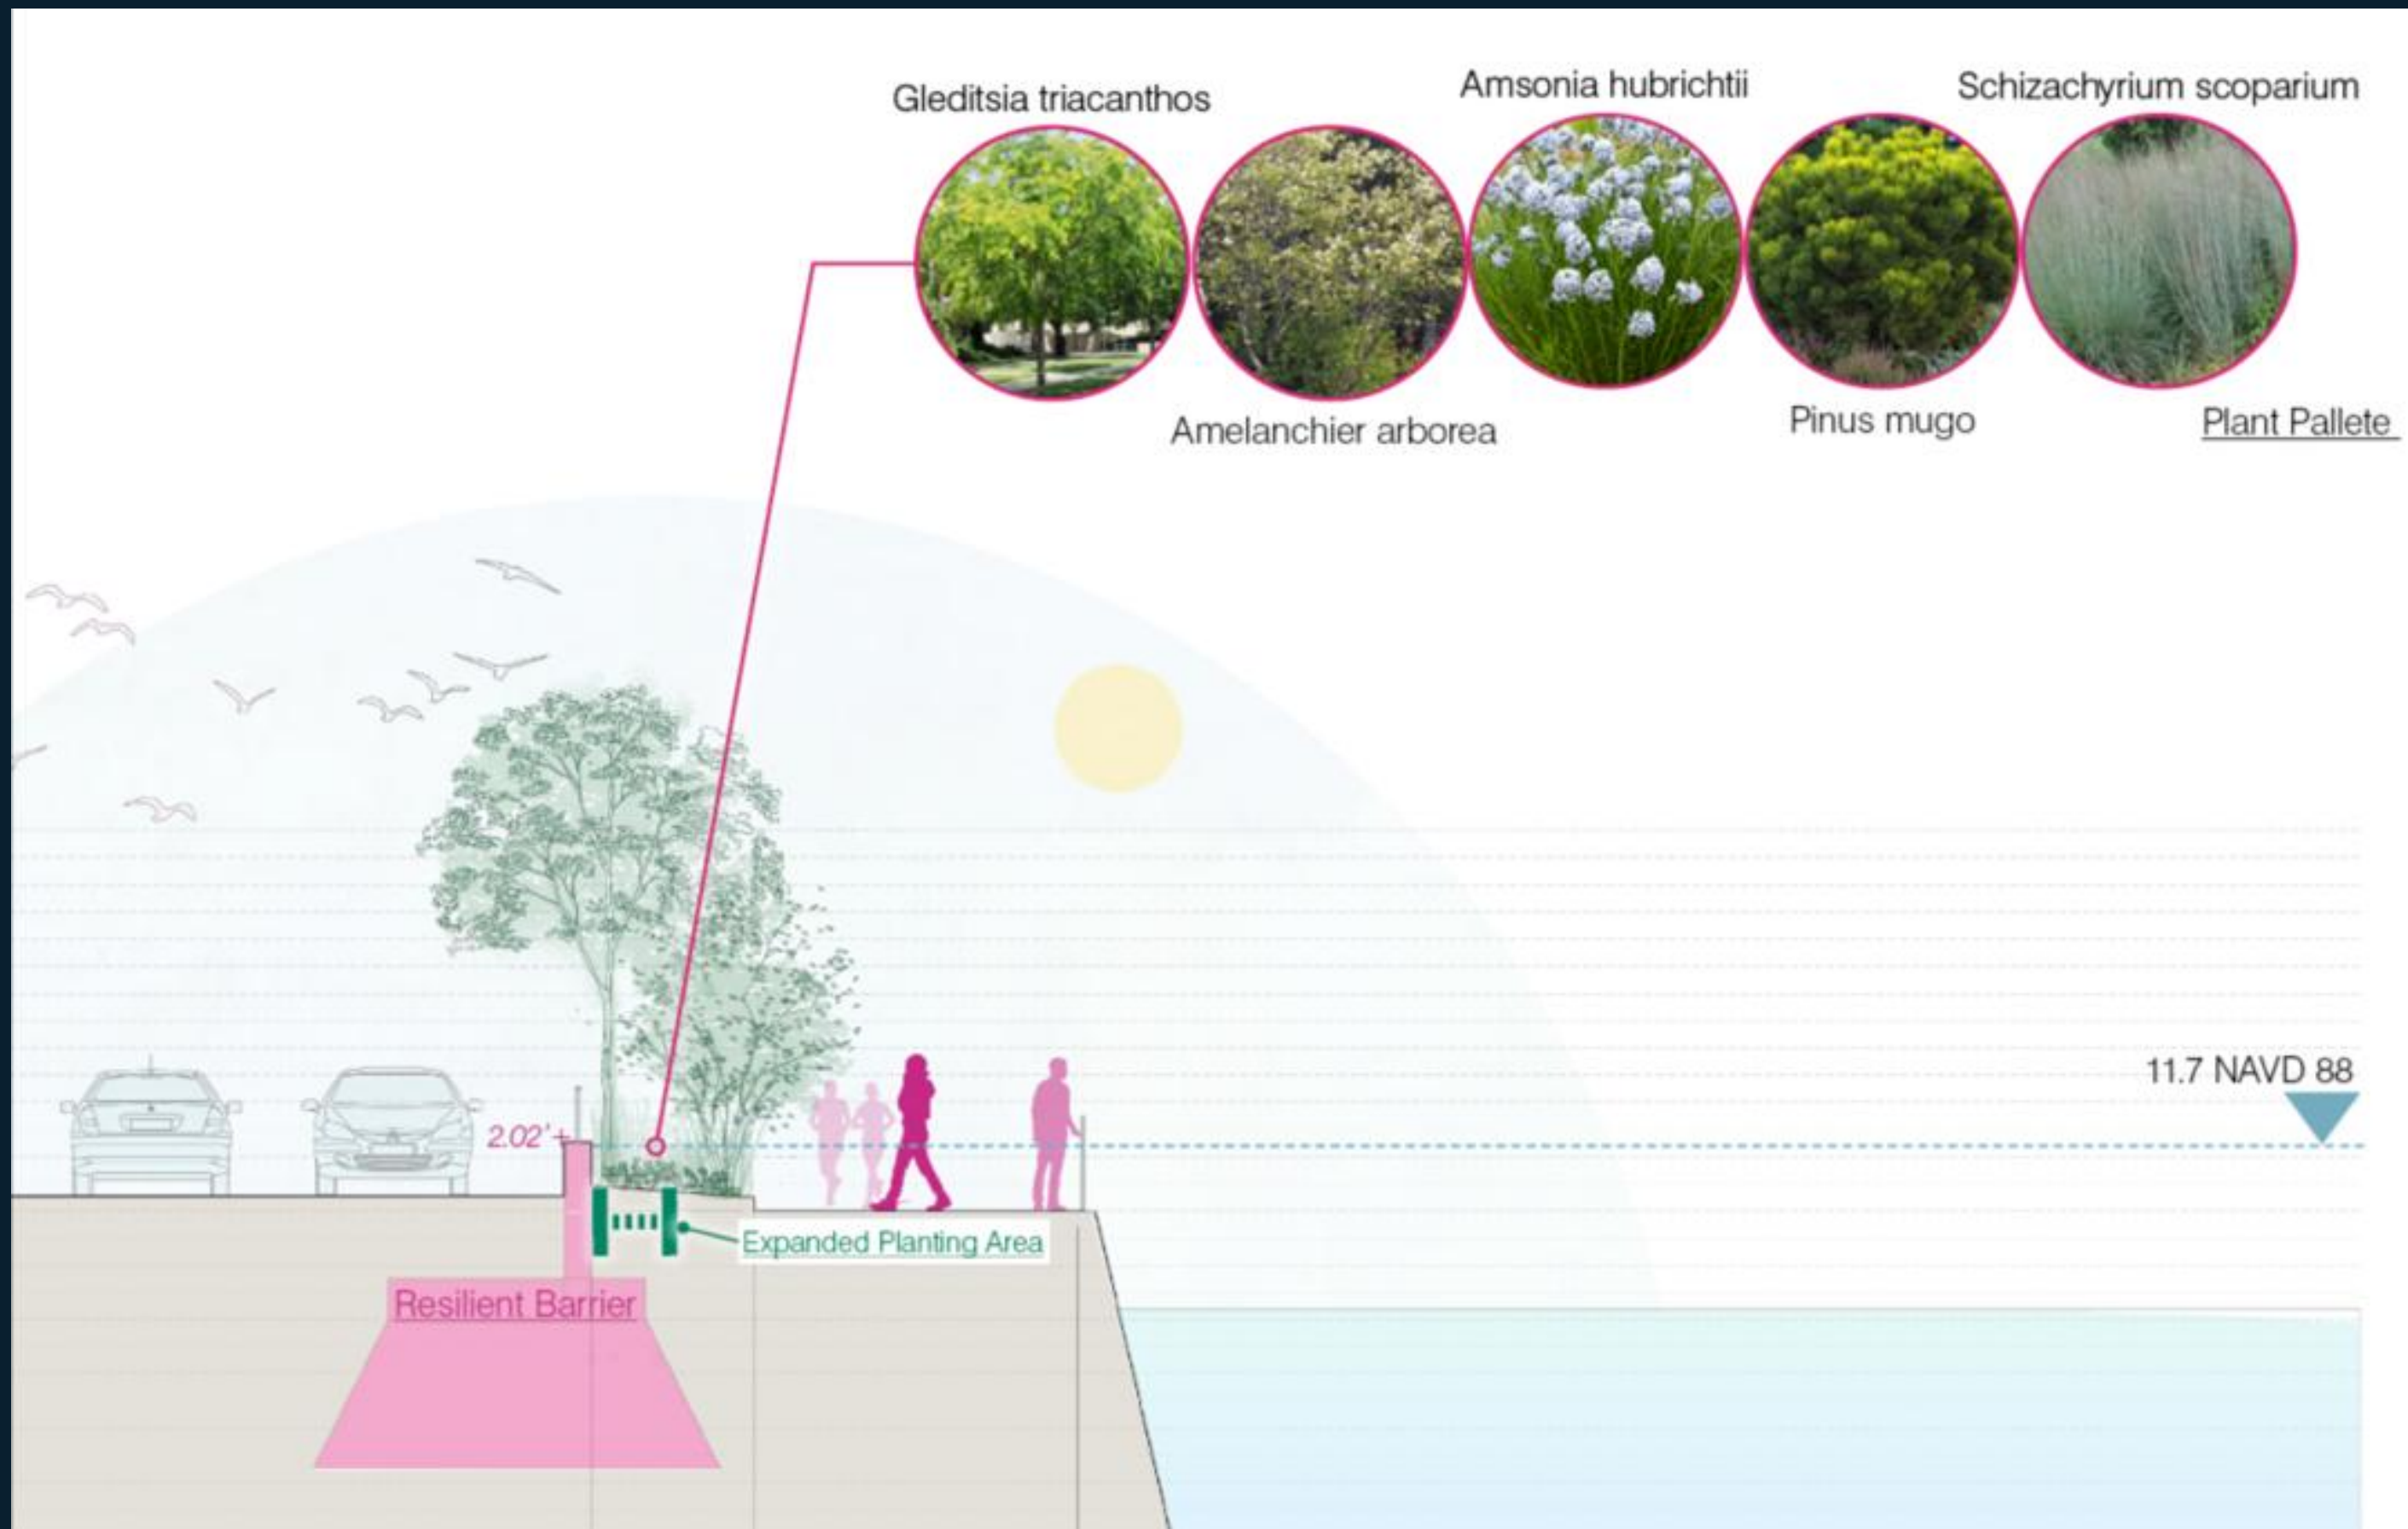 Gleditsia triacanthos
Amsonia hubrichtii
Schizachyrium scoparium
Amelanchier arborea
Pinus mugo
Plant Pallete
11.7 NAVD 88
2.02'+
Expanded Planting Area
Resilient Barrier